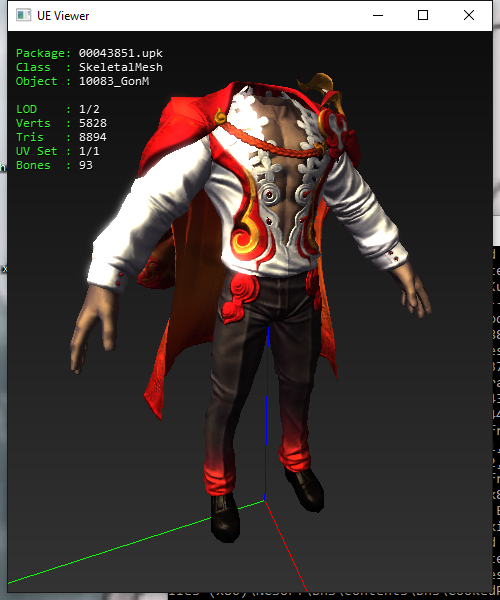 UE Viewer
Package: 00043851.upk
Class : SkeletalMesh
Object : 10083_GonM
LOD : 1/2
Verts : 5828
Tris : 8894
UV Set : 1/1
Bones : 93